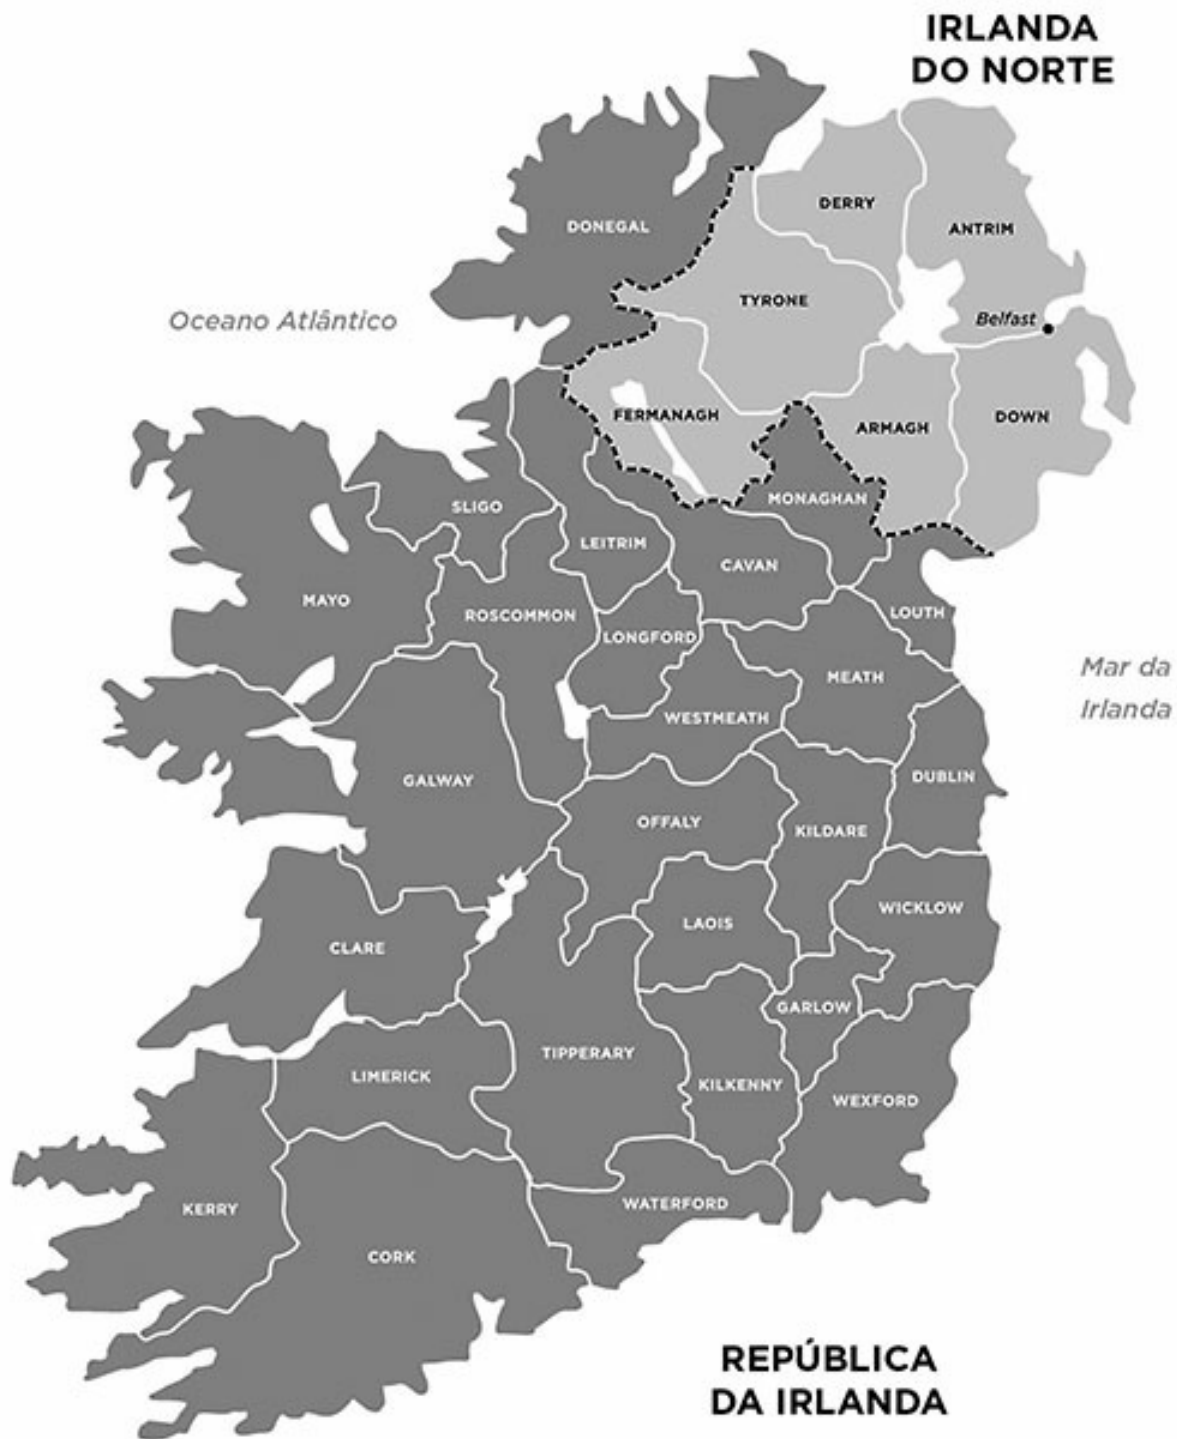 IRLANDA
DO NORTE
DERRY
DONEGAL
ANTRIM
TYRONE
Oceano Atlântico
Belfast
FERMANAGH
DOWN
ARMAGH
MONAGHAN
SLIGO
LEITRIM
CAVAN
MAYO
LOUTH
ROSCOMMON
LONGFORD
Mar da
Irlanda
MEATH
WESTMEATH
DUBLIN
GALWAY
OFFALY
KILDARE
WICKLOW
LAOIS
CLARE
GARLOW
TIPPERARY
LIMERICK
KILKENNY
WEXFORD
WATERFORD
KERRY
CORK
REPÚBLICA
DA IRLANDA